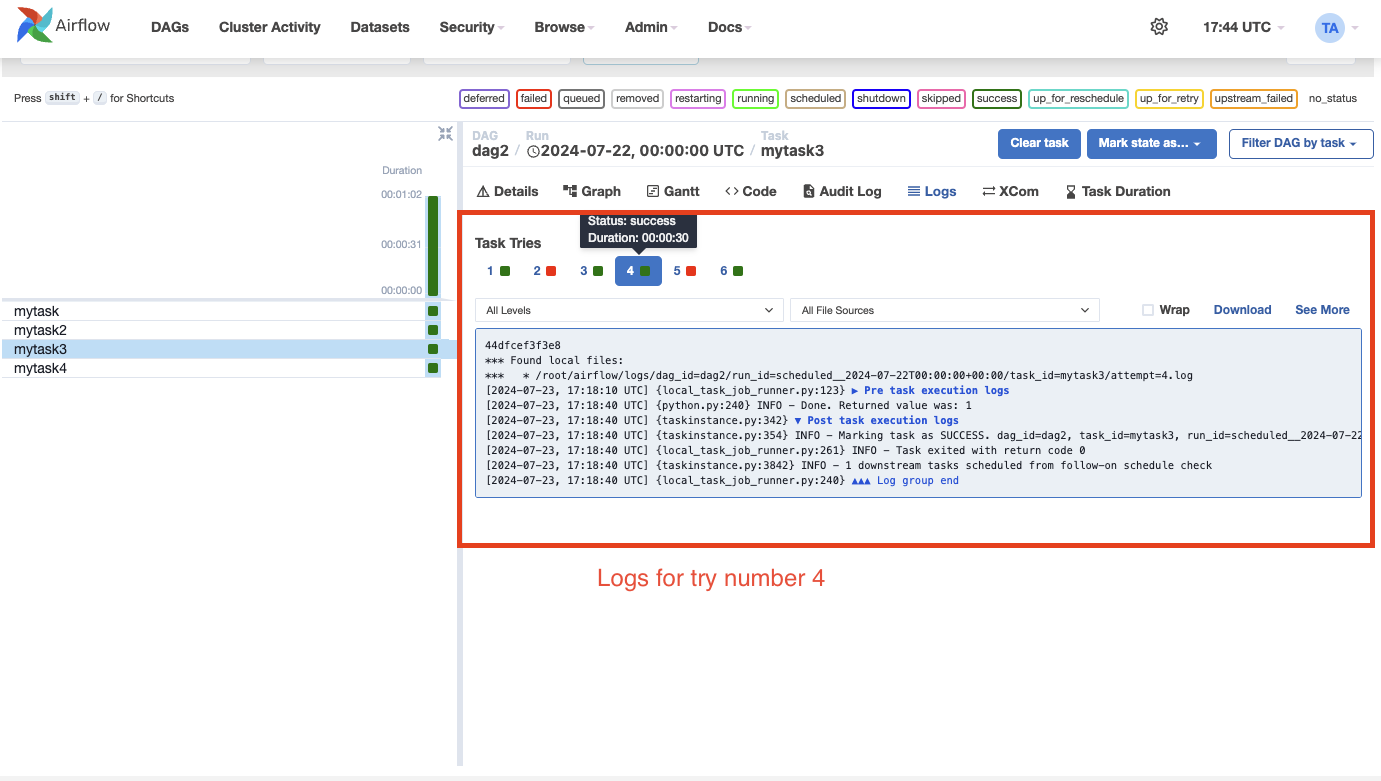 Airflow DAGs Cluster Activity Datasets Security Browse Admin Docs 17:44 UTC TA
Press shift + / for Shortcuts
deferred failed queued removed restarting running scheduled shutdown skipped success up_for_reschedule up_for_retry upstream_failed no_status
DAG Run Task
dag2 / 2024-07-22, 00:00:00 UTC / mytask3
Clear task Mark state as... Filter DAG by task
Duration
00:01:02
00:00:31
00:00:00
mytask
mytask2
mytask3
mytask4
Details Graph Gantt Code Audit Log Logs XCom Task Duration
Status: success
Duration: 00:00:30
Task Tries
1 2 3 4 5 6
All Levels All File Sources Wrap Download See More
44dfcef3f3e8
*** Found local files:
***   * /root/airflow/logs/dag_id=dag2/run_id=scheduled__2024-07-22T00:00:00+00:00/task_id=mytask3/attempt=4.log
[2024-07-23, 17:18:10 UTC] {local_task_job_runner.py:123} ▶ Pre task execution logs
[2024-07-23, 17:18:40 UTC] {python.py:240} INFO - Done. Returned value was: 1
[2024-07-23, 17:18:40 UTC] {taskinstance.py:342} ▼ Post task execution logs
[2024-07-23, 17:18:40 UTC] {taskinstance.py:354} INFO - Marking task as SUCCESS. dag_id=dag2, task_id=mytask3, run_id=scheduled__2024-07-22
[2024-07-23, 17:18:40 UTC] {local_task_job_runner.py:261} INFO - Task exited with return code 0
[2024-07-23, 17:18:40 UTC] {taskinstance.py:3842} INFO - 1 downstream tasks scheduled from follow-on schedule check
[2024-07-23, 17:18:40 UTC] {local_task_job_runner.py:240} ▲▲▲ Log group end
Logs for try number 4